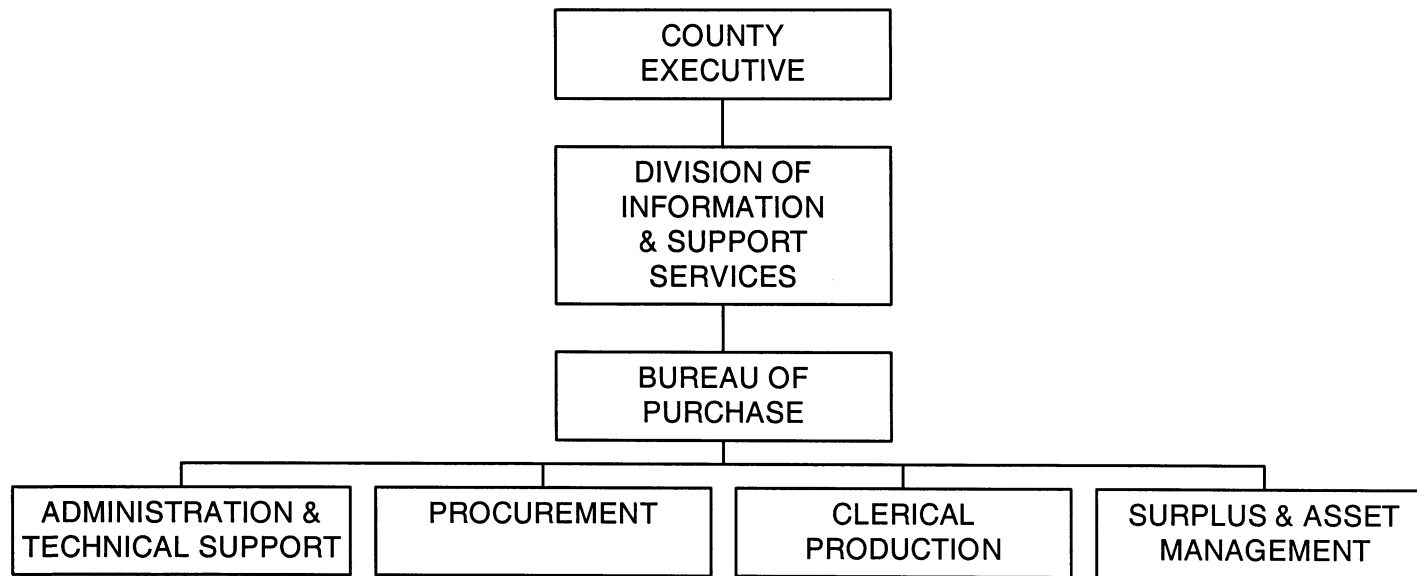 COUNTY
EXECUTIVE
DIVISION OF
INFORMATION
& SUPPORT
SERVICES
BUREAU OF
PURCHASE
ADMINISTRATION &
TECHNICAL SUPPORT
PROCUREMENT
CLERICAL
PRODUCTION
SURPLUS & ASSET
MANAGEMENT